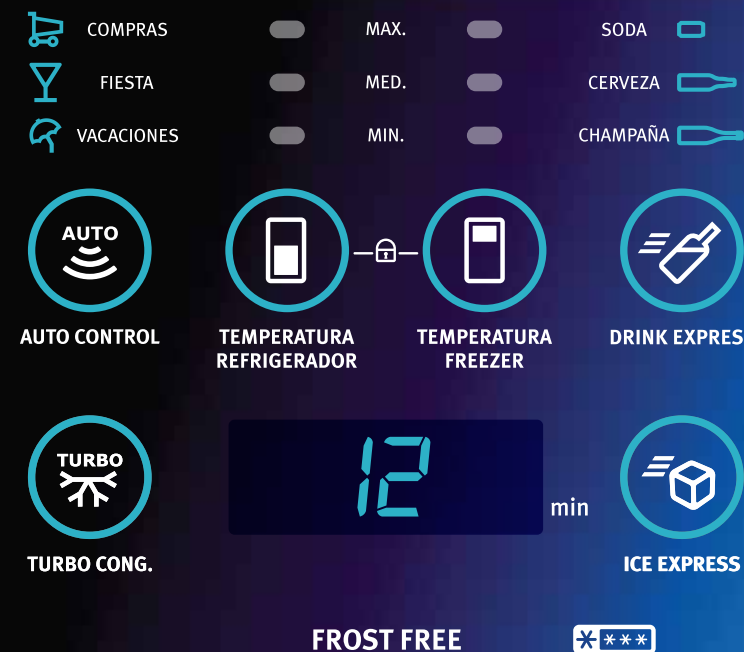 COMPRAS MAX. SODA
FIESTA MED. CERVEZA
VACACIONES MIN. CHAMPAÑA
AUTO
AUTO CONTROL
TEMPERATURA
REFRIGERADOR
TEMPERATURA
FREEZER
DRINK EXPRES
TURBO
TURBO CONG.
12 min
ICE EXPRESS
FROST FREE ****